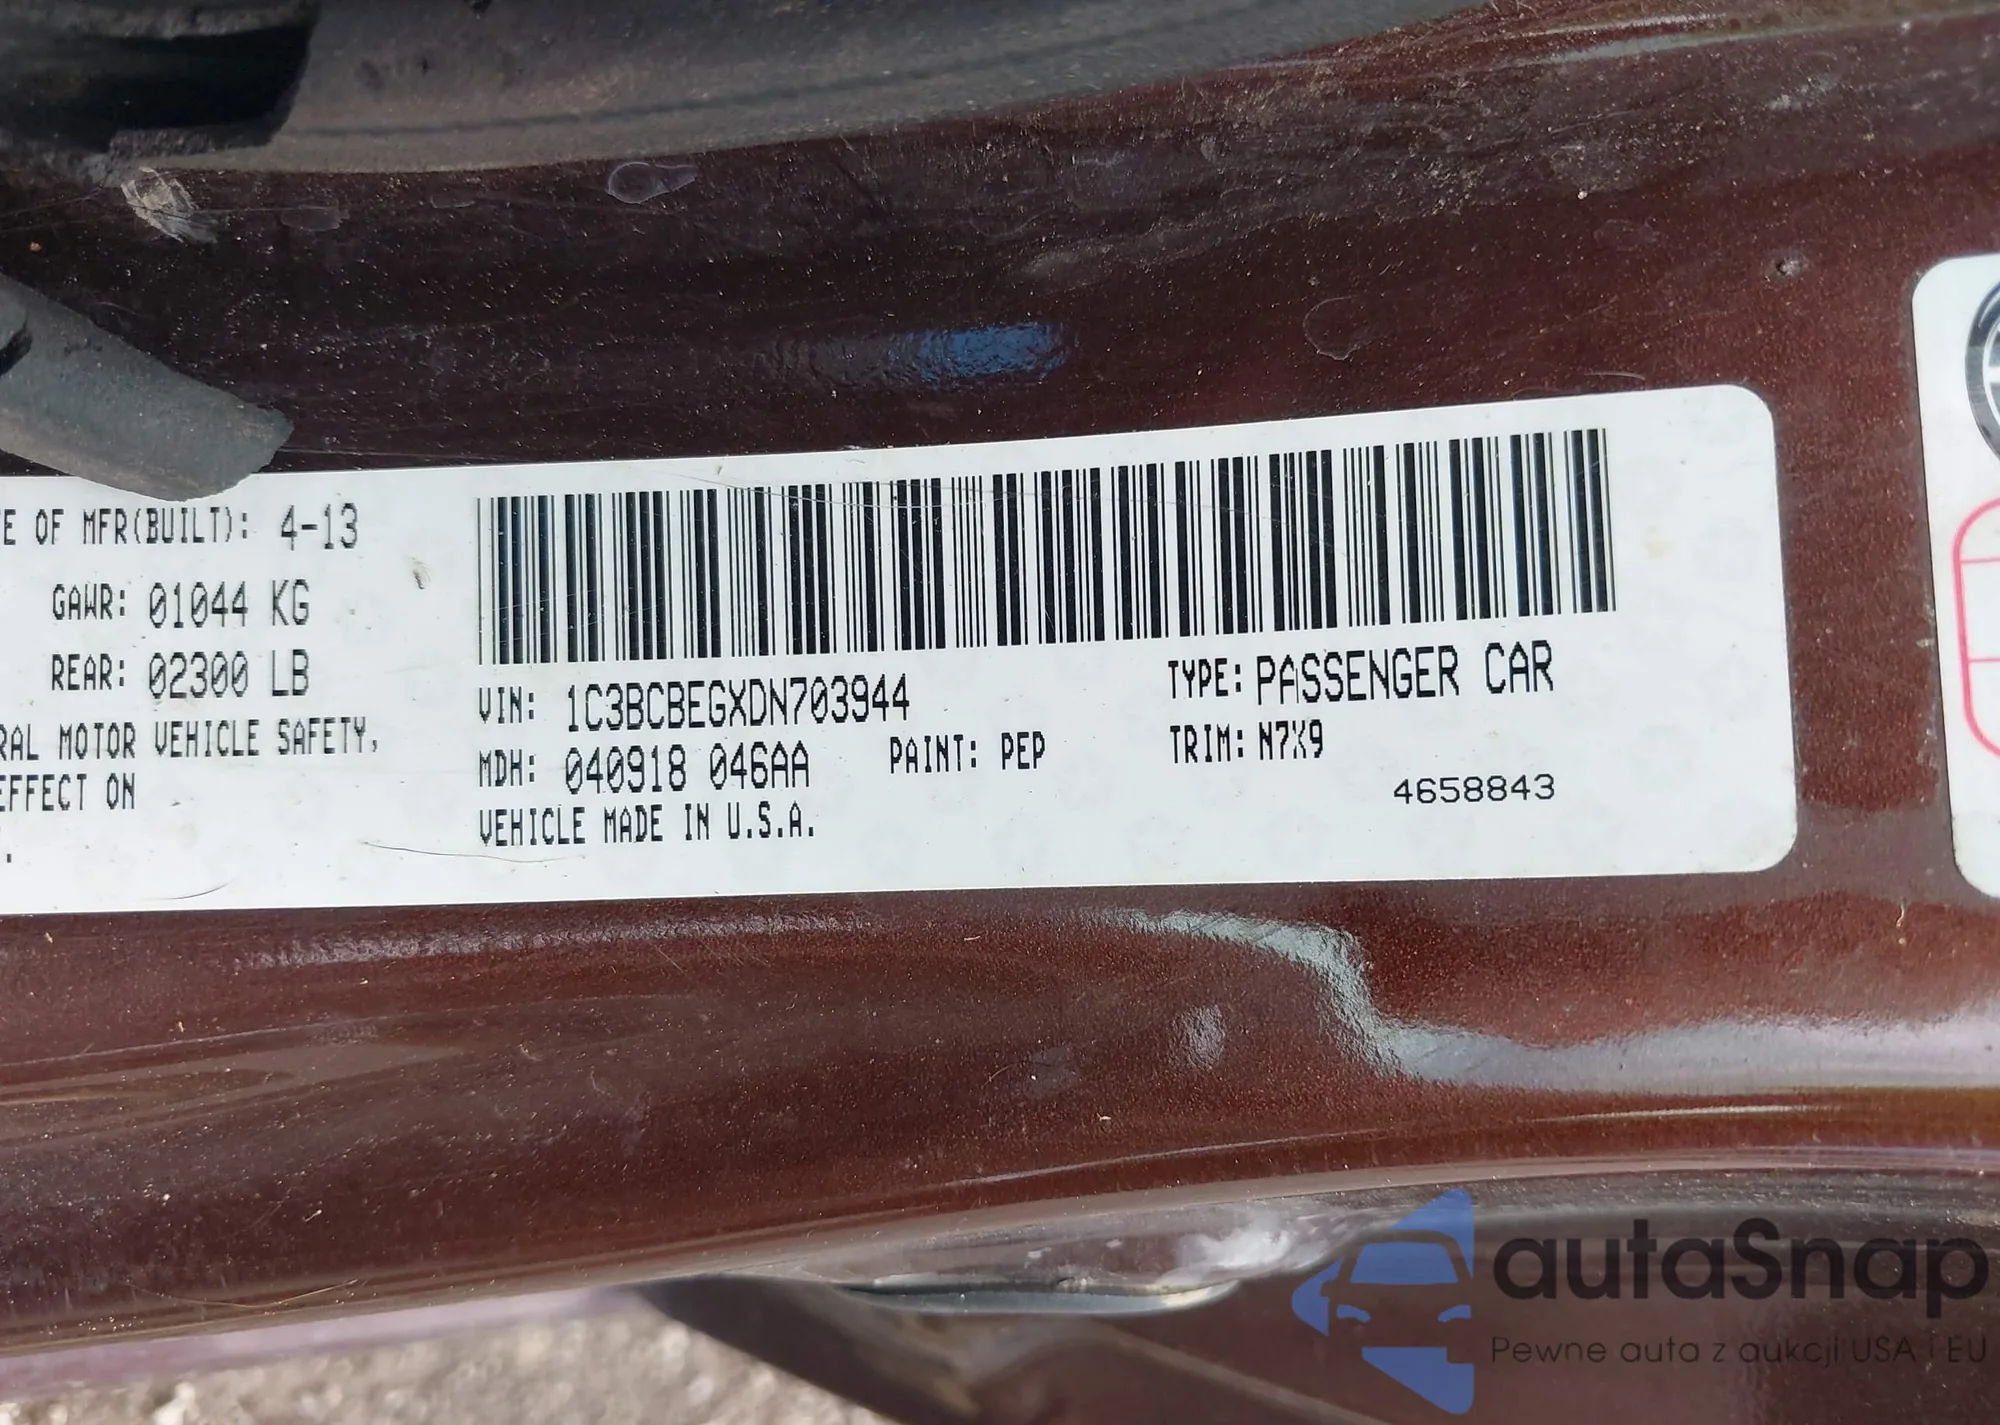 E OF MFR(BUILT): 4-13
GAWR: 01044 KG
REAR: 02300 LB
RAL MOTOR VEHICLE SAFETY,
EFFECT ON
.
VIN: 1C3BCBEGXDN703944
TYPE: PASSENGER CAR
MDH: 040918 046AA
PAINT: PEP
TRIM: N7X9
4658843
VEHICLE MADE IN U.S.A.
autaSnap
Pewne auta z aukcji USA i EU